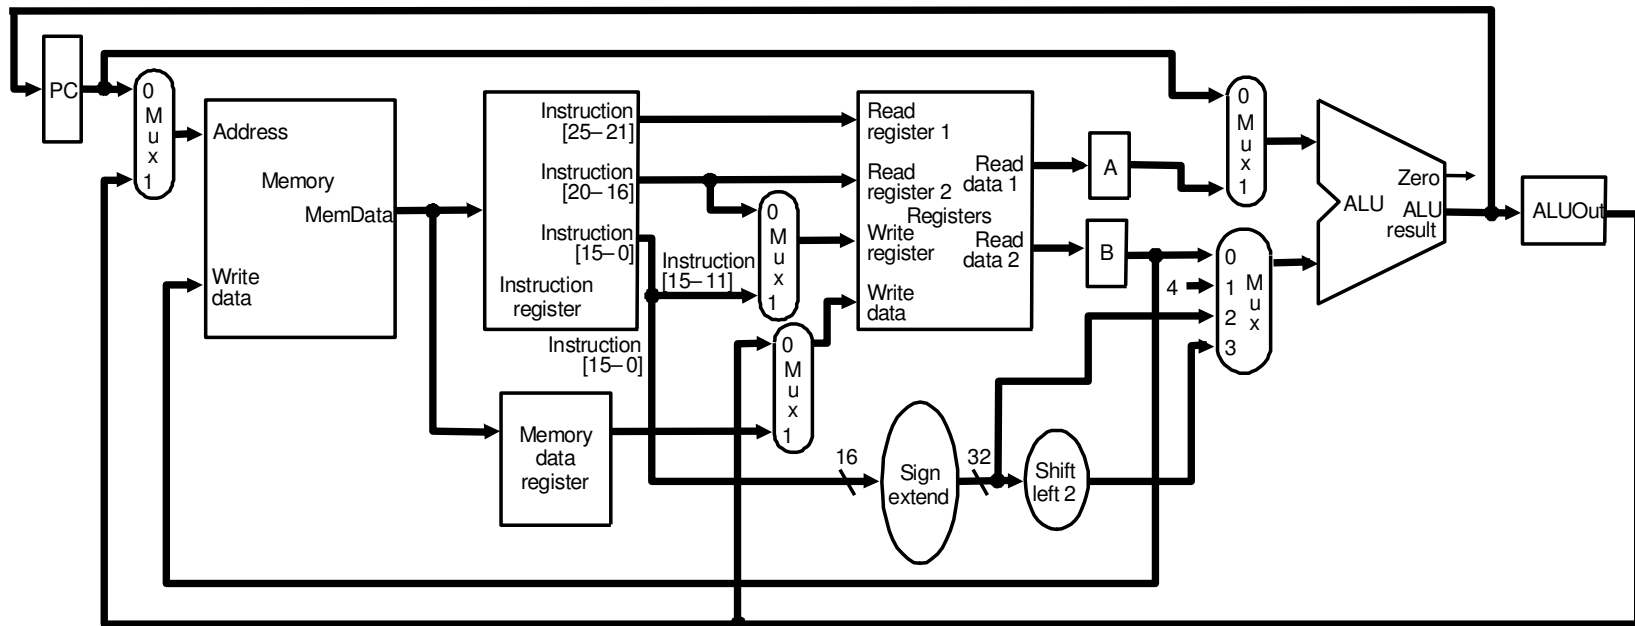 PC
0
M
u
x
1
Address
Memory
MemData
Write
data
Instruction
[25–21]
Instruction
[20–16]
Instruction
[15–0]
Instruction
register
Instruction
[15–11]
Instruction
[15–0]
Memory
data
register
0
M
u
x
1
0
M
u
x
1
16
Sign
extend
32
Shift
left 2
Read
register 1
Read
register 2
Registers
Write
register
Write
data
Read
data 1
Read
data 2
A
B
4
0
M
u
x
1
0
1
2
3
M
u
x
Zero
ALU
ALU
result
ALUOut